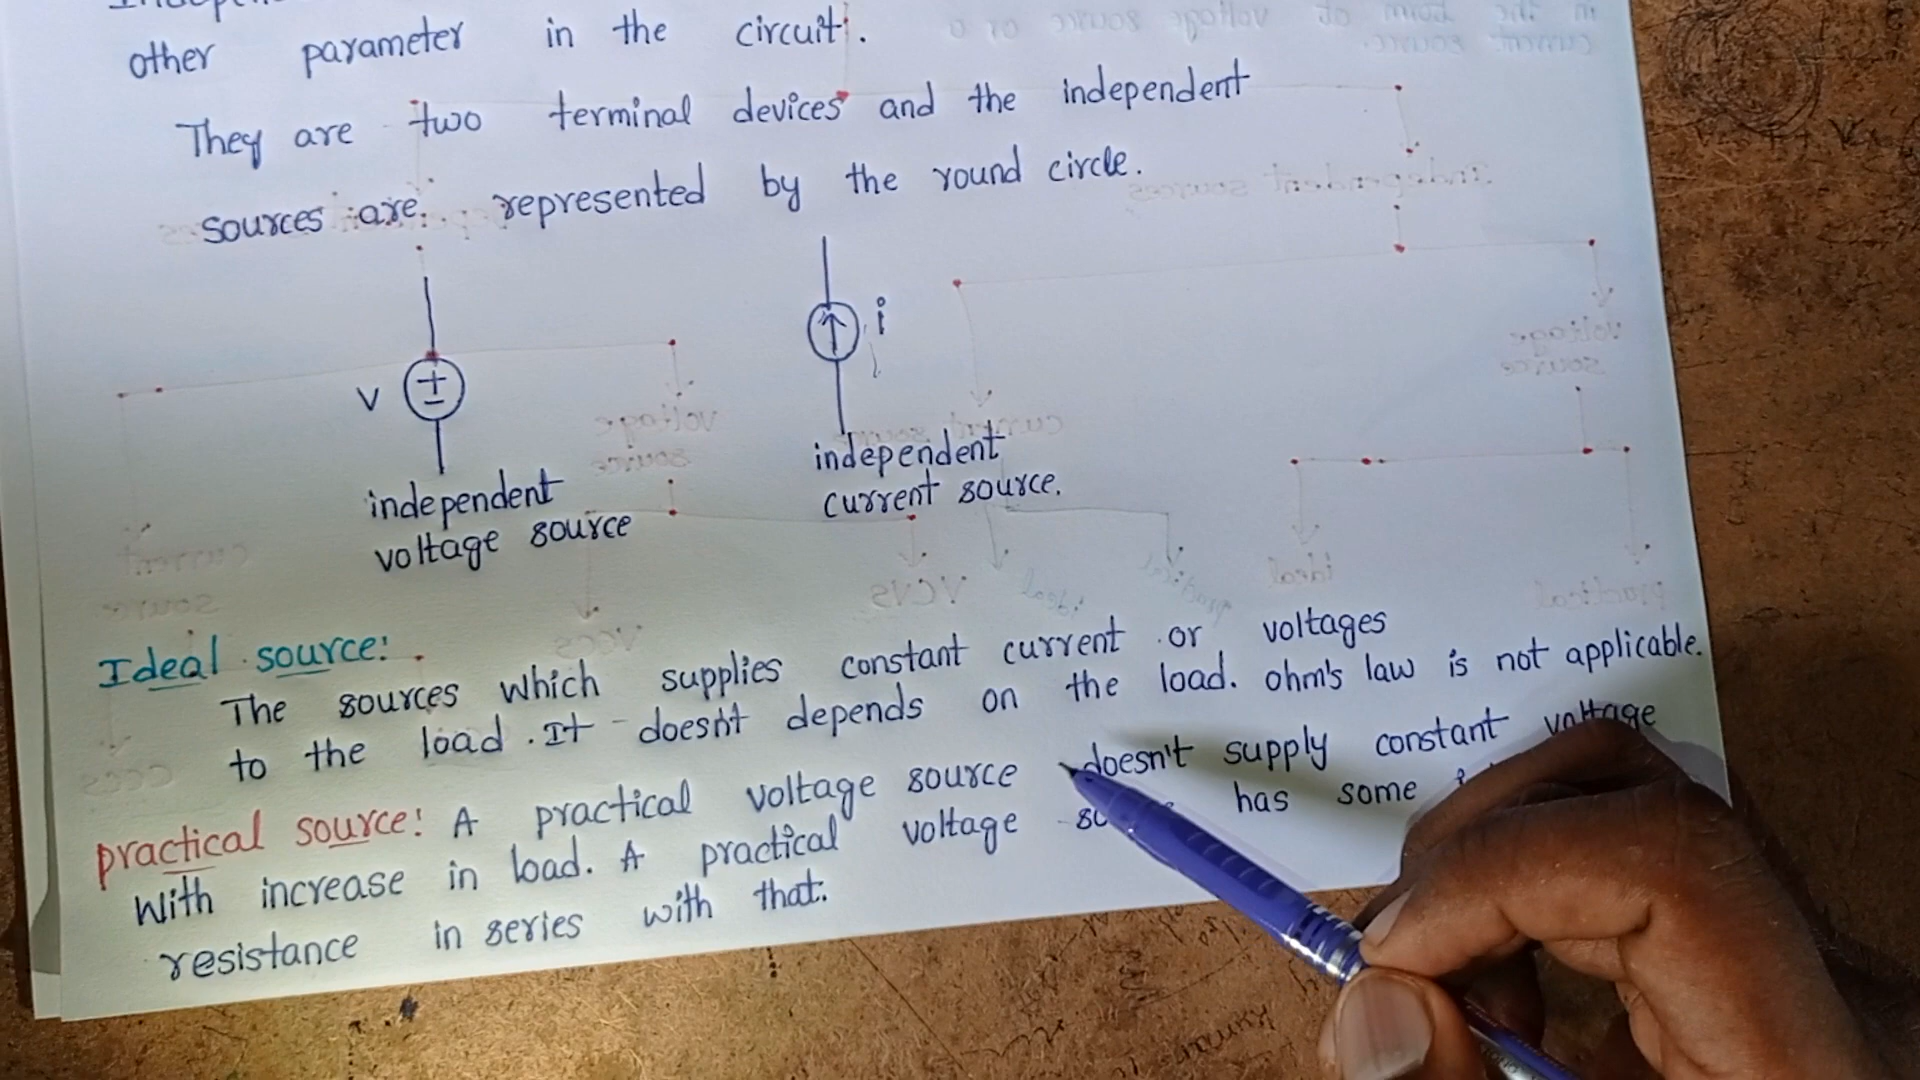 other parameter in the circuit.
They are two terminal devices and the independent
sources are represented by the round circle.
V + -
i
independent
voltage source
independent
current source.
Ideal source:
The sources which supplies constant current or voltages
to the load. It doesn't depends on the load. ohm's law is not applicable.
practical source: A practical voltage source doesn't supply constant voltage
With increase in load. A practical voltage has some
resistance in series with that.